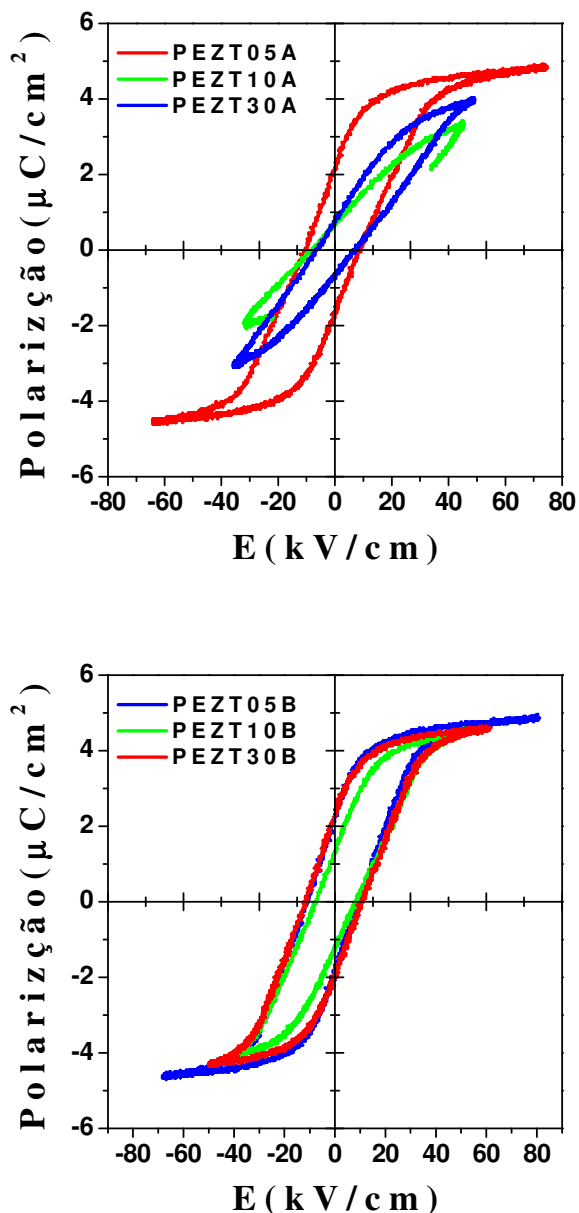 6
4
2
0
-2
-4
-6
Polarizção(μC/cm²)
PEZT05A
PEZT10A
PEZT30A
-80 -60 -40 -20 0 20 40 60 80
E(kV/cm)
6
4
2
0
-2
-4
-6
Polarizção(μC/cm²)
PEZT05B
PEZT10B
PEZT30B
-80 -60 -40 -20 0 20 40 60 80
E(kV/cm)